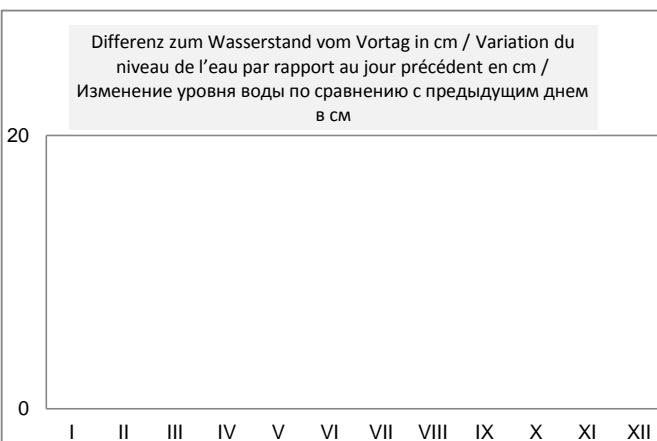 Differenz zum Wasserstand vom Vortag in cm / Variation du
niveau de l'eau par rapport au jour précédent en cm /
Изменение уровня воды по сравнению с предыдущим днем
в см
20
0
I II III IV V VI VII VIII IX X XI XII